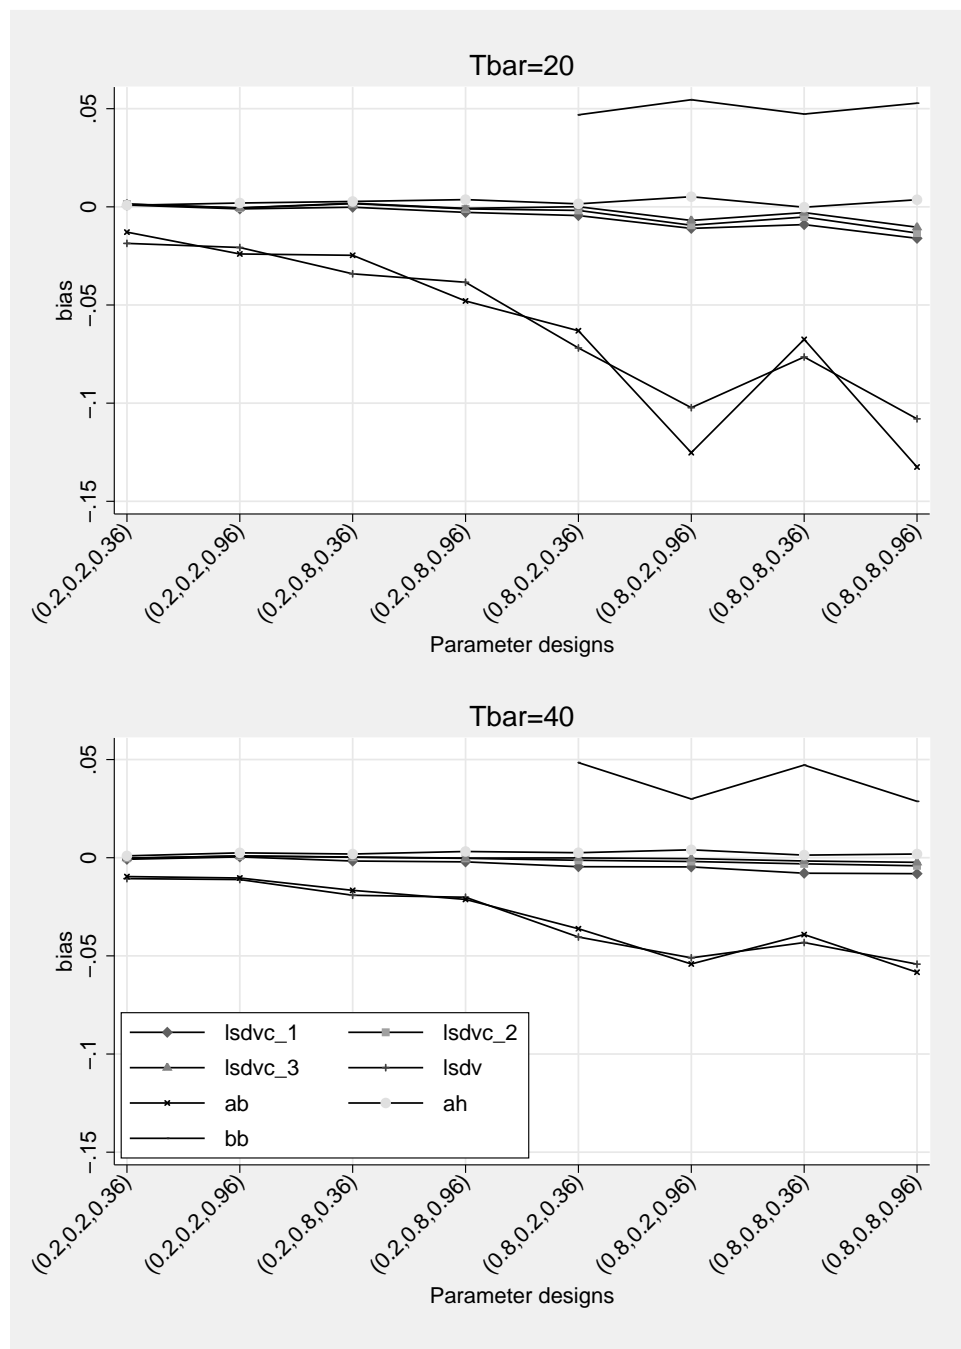 Tbar=20
bias
.05
0
−.05
−.1
−.15
(0.2,0.2,0.36)
(0.2,0.2,0.96)
(0.2,0.8,0.36)
(0.2,0.8,0.96)
(0.8,0.2,0.36)
(0.8,0.2,0.96)
(0.8,0.8,0.36)
(0.8,0.8,0.96)
Parameter designs
Tbar=40
bias
.05
0
−.05
−.1
−.15
lsdvc_1 lsdvc_2
lsdvc_3 lsdv
ab ah
bb
(0.2,0.2,0.36)
(0.2,0.2,0.96)
(0.2,0.8,0.36)
(0.2,0.8,0.96)
(0.8,0.2,0.36)
(0.8,0.2,0.96)
(0.8,0.8,0.36)
(0.8,0.8,0.96)
Parameter designs